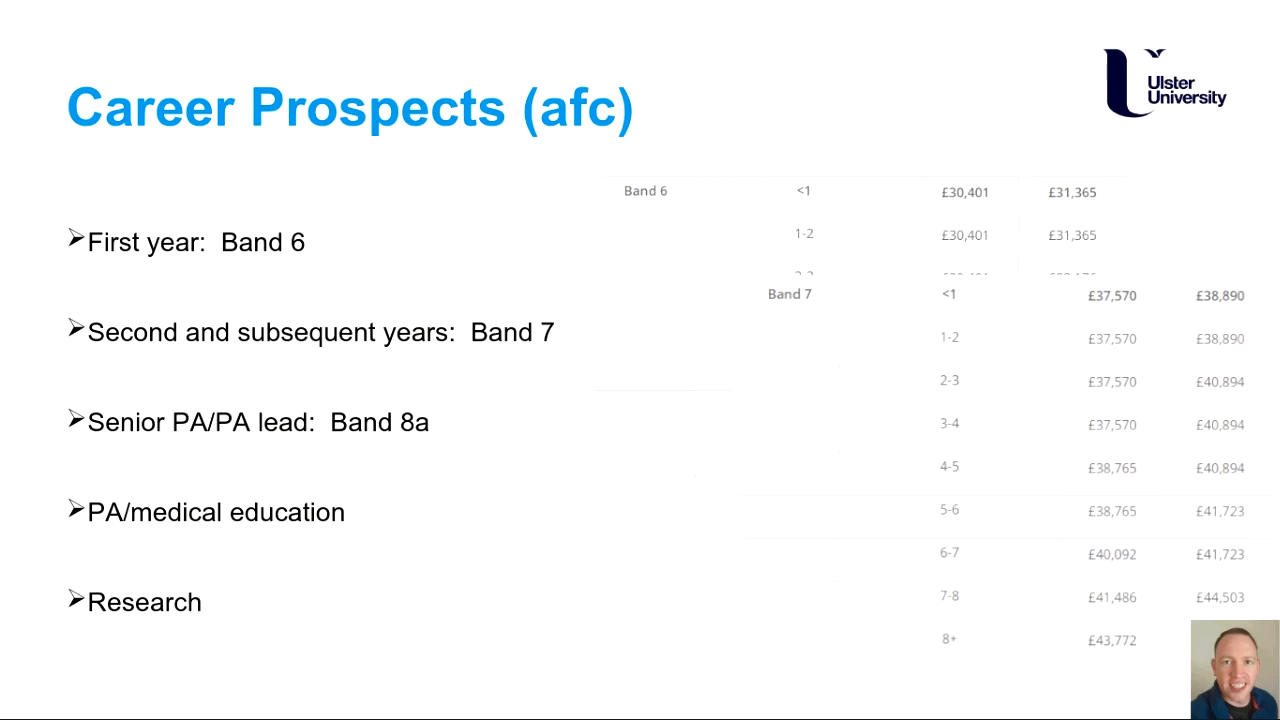 Career Prospects (afc)
Ulster
University
First year: Band 6
Second and subsequent years: Band 7
Senior PA/PA lead: Band 8a
PA/medical education
Research
Band 6 <1 £30,401 £31,365
1-2 £30,401 £31,365
Band 7 <1 £37,570 £38,890
1-2 £37,570 £38,890
2-3 £37,570 £40,894
3-4 £37,570 £40,894
4-5 £38,765 £40,894
5-6 £38,765 £41,723
6-7 £40,092 £41,723
7-8 £41,486 £44,503
8+ £43,772